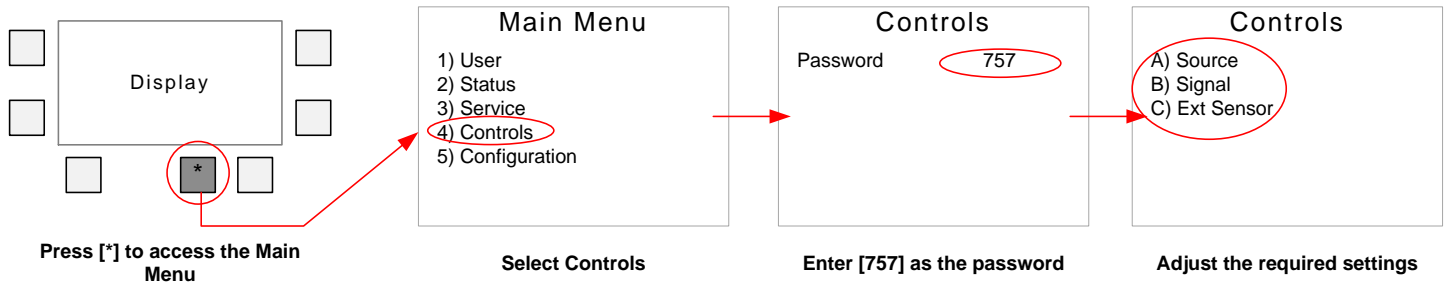 Display
*
Press [*] to access the Main
Menu
Main Menu
1) User
2) Status
3) Service
4) Controls
5) Configuration
Select Controls
Controls
Password 757
Enter [757] as the password
Controls
A) Source
B) Signal
C) Ext Sensor
Adjust the required settings